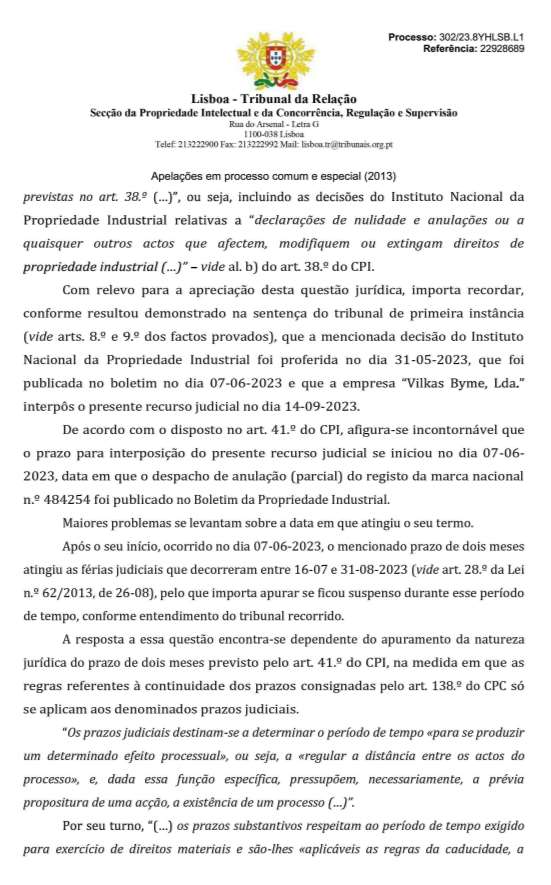 Processo: 302/23.8YHLSB.L1
Referência: 22928689
Lisboa - Tribunal da Relação
Secção da Propriedade Intelectual e da Concorrência, Regulação e Supervisão
Rua do Arsenal - Letra G
1100-038 Lisboa
Telef: 213222900 Fax: 213222992 Mail: lisboa.tr@tribunais.org.pt
Apelações em processo comum e especial (2013)
previstas no art. 38.º (...)”, ou seja, incluindo as decisões do Instituto Nacional da
Propriedade Industrial relativas a “declarações de nulidade e anulações ou a
quaisquer outros actos que afectem, modifiquem ou extingam direitos de
propriedade industrial (...)” – vide al. b) do art. 38.º do CPI.
Com relevo para a apreciação desta questão jurídica, importa recordar,
conforme resultou demonstrado na sentença do tribunal de primeira instância
(vide arts. 8.º e 9.º dos factos provados), que a mencionada decisão do Instituto
Nacional da Propriedade Industrial foi proferida no dia 31-05-2023, que foi
publicada no boletim no dia 07-06-2023 e que a empresa “Vilkas Byme, Lda.”
interpôs o presente recurso judicial no dia 14-09-2023.
De acordo com o disposto no art. 41.º do CPI, afigura-se incontornável que
o prazo para interposição do presente recurso judicial se iniciou no dia 07-06-
2023, data em que o despacho de anulação (parcial) do registo da marca nacional
n.º 484254 foi publicado no Boletim da Propriedade Industrial.
Maiores problemas se levantam sobre a data em que atingiu o seu termo.
Após o seu início, ocorrido no dia 07-06-2023, o mencionado prazo de dois meses
atingiu as férias judiciais que decorreram entre 16-07 e 31-08-2023 (vide art. 28.º da Lei
n.º 62/2013, de 26-08), pelo que importa apurar se ficou suspenso durante esse período
de tempo, conforme entendimento do tribunal recorrido.
A resposta a essa questão encontra-se dependente do apuramento da natureza
jurídica do prazo de dois meses previsto pelo art. 41.º do CPI, na medida em que as
regras referentes à continuidade dos prazos consignadas pelo art. 138.º do CPC só
se aplicam aos denominados prazos judiciais.
“Os prazos judiciais destinam-se a determinar o período de tempo «para se produzir
um determinado efeito processual», ou seja, a «regular a distância entre os actos do
processo», e, dada essa função específica, pressupõem, necessariamente, a prévia
propositura de uma acção, a existência de um processo (...)”.
Por seu turno, “(...) os prazos substantivos respeitam ao período de tempo exigido
para exercício de direitos materiais e são-lhes «aplicáveis as regras da caducidade, a